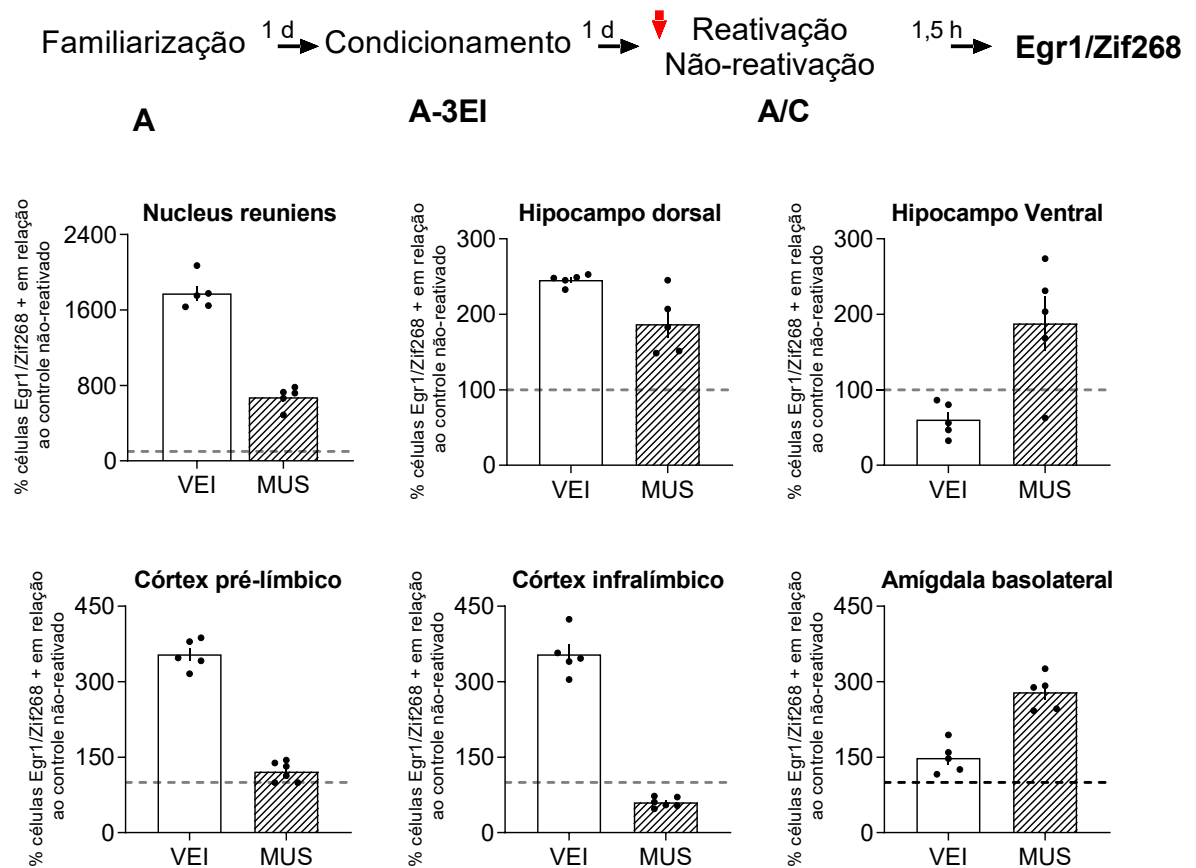 Familiarização 1 d Condicionamento 1 d Reativação 1,5 h Egr1/Zif268
Não-reativação
A A-3EI A/C
Nucleus reuniens
% células Egr1/Zif268 + em relação
ao controle não-reativado
2400
1600
800
0
VEI MUS
Hipocampo dorsal
% células Egr1/Zif268 + em relação
ao controle não-reativado
300
200
100
0
VEI MUS
Hipocampo Ventral
% células Egr1/Zif268 + em relação
ao controle não-reativado
300
200
100
0
VEI MUS
Córtex pré-límbico
% células Egr1/Zif268 + em relação
ao controle não-reativado
450
300
150
0
VEI MUS
Córtex infralímbico
% células Egr1/Zif268 + em relação
ao controle não-reativado
450
300
150
0
VEI MUS
Amígdala basolateral
% células Egr1/Zif268 + em relação
ao controle não-reativado
450
300
150
0
VEI MUS